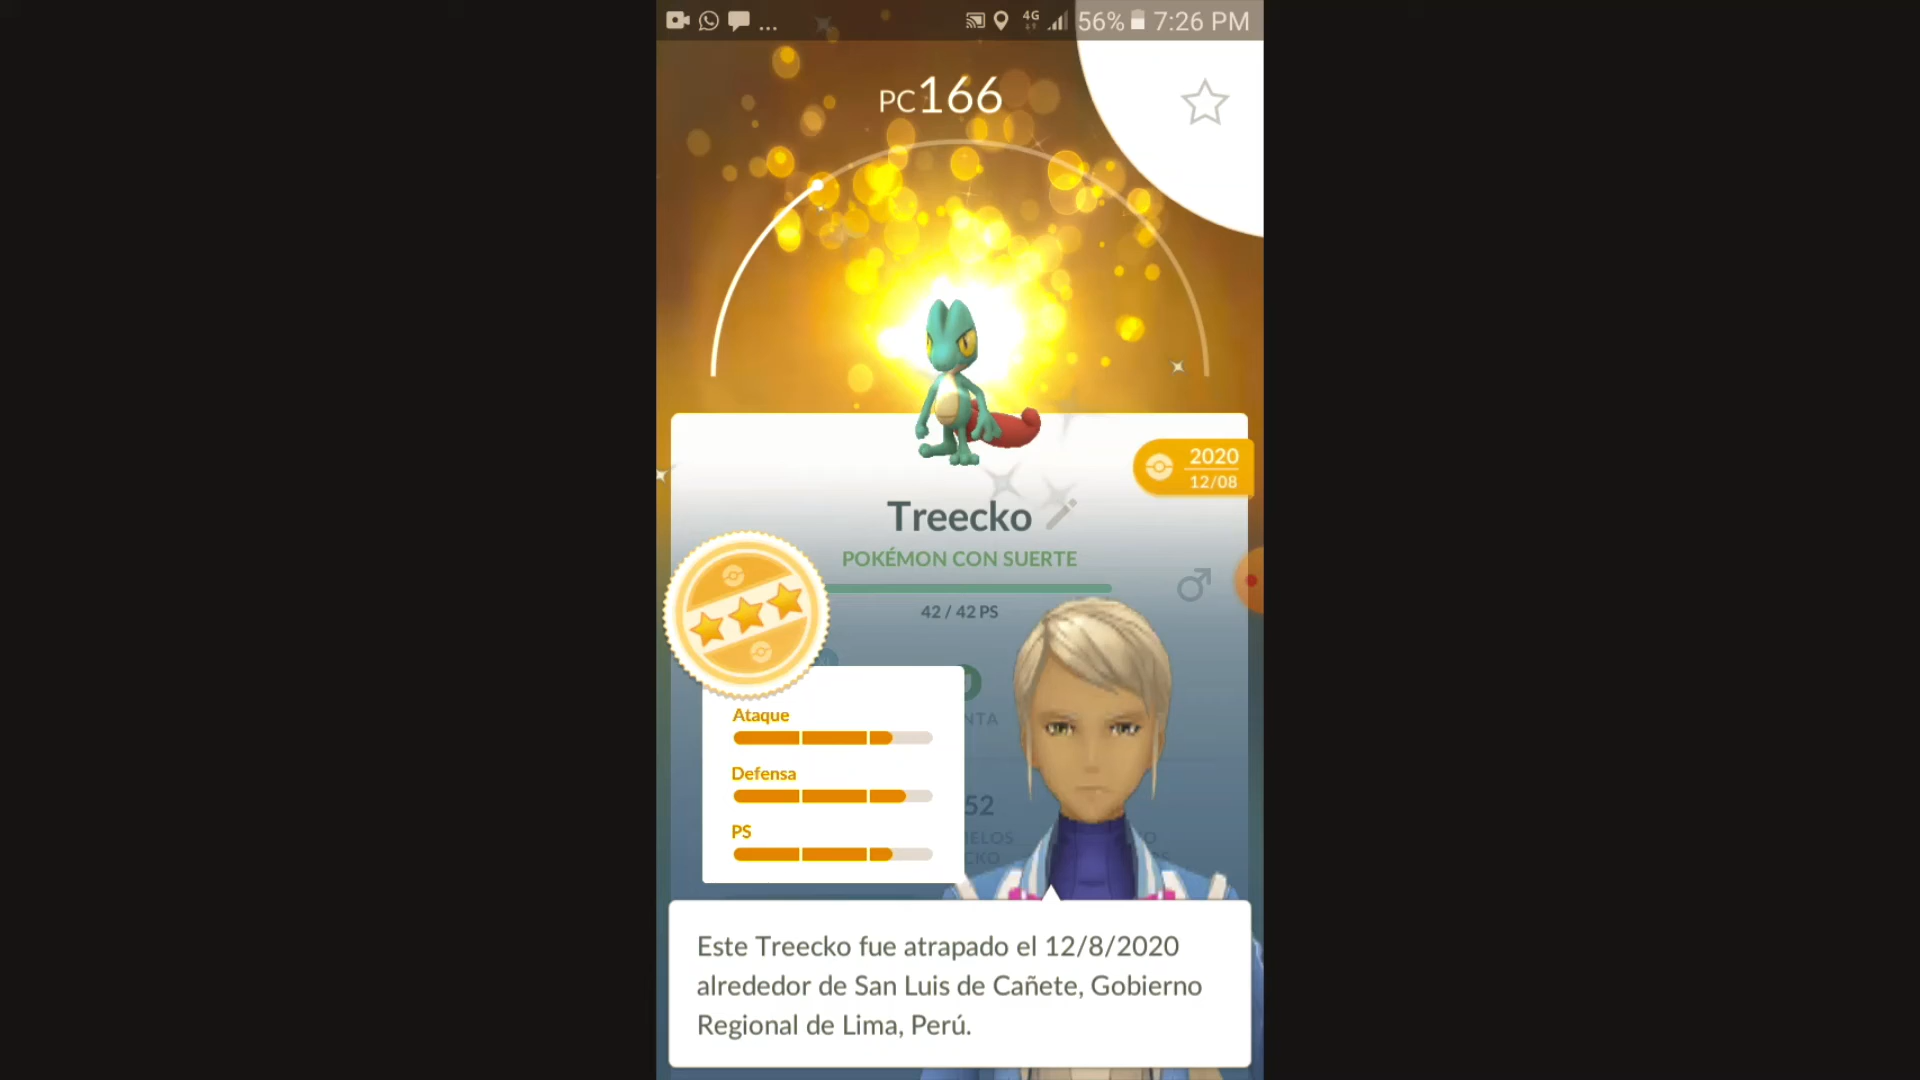 ... 4G 56% 7:26 PM
PC166
2020
12/08
Treecko
POKÉMON CON SUERTE
42 / 42 PS
Ataque
Defensa
52
PS
Este Treecko fue atrapado el 12/8/2020
alrededor de San Luis de Cañete, Gobierno
Regional de Lima, Perú.